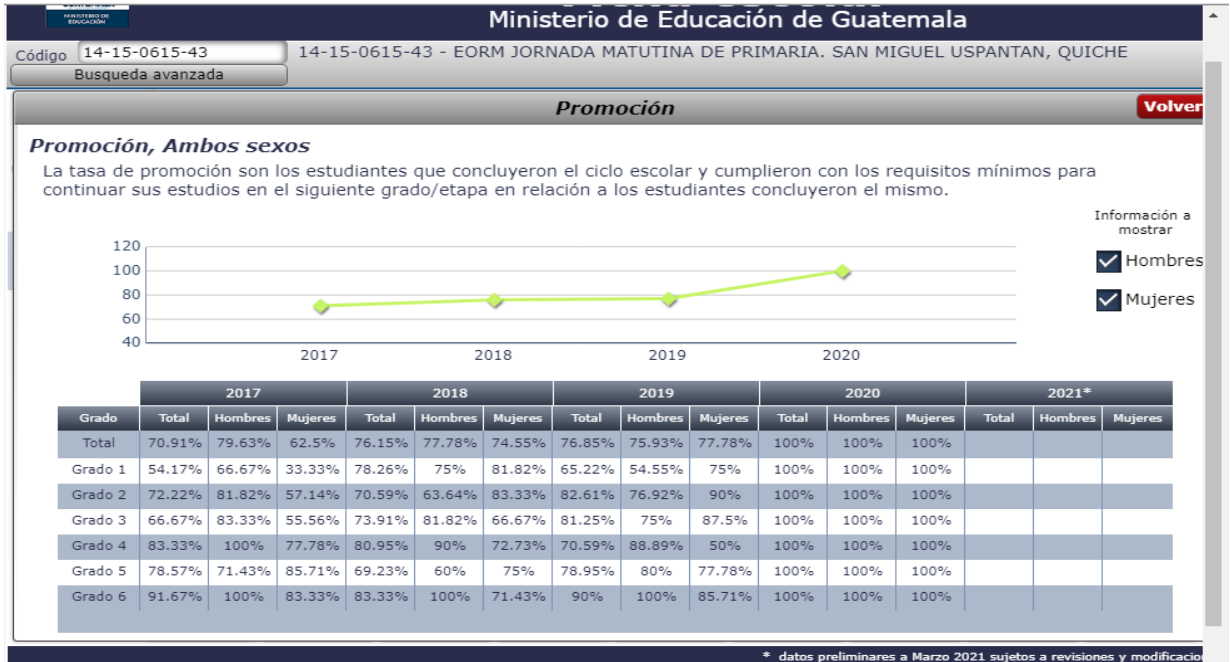 MINISTERIO DE
EDUCACIÓN
Ministerio de Educación de Guatemala
Código 14-15-0615-43 14-15-0615-43 - EORM JORNADA MATUTINA DE PRIMARIA. SAN MIGUEL USPANTAN, QUICHE
Busqueda avanzada
Promoción Volver
Promoción, Ambos sexos
La tasa de promoción son los estudiantes que concluyeron el ciclo escolar y cumplieron con los requisitos mínimos para
continuar sus estudios en el siguiente grado/etapa en relación a los estudiantes concluyeron el mismo.
Información a
mostrar
Hombres
Mujeres
120
100
80
60
40
2017 2018 2019 2020
2017 2018 2019 2020 2021*
Grado Total Hombres Mujeres Total Hombres Mujeres Total Hombres Mujeres Total Hombres Mujeres Total Hombres Mujeres
Total 70.91% 79.63% 62.5% 76.15% 77.78% 74.55% 76.85% 75.93% 77.78% 100% 100% 100%
Grado 1 54.17% 66.67% 33.33% 78.26% 75% 81.82% 65.22% 54.55% 75% 100% 100% 100%
Grado 2 72.22% 81.82% 57.14% 70.59% 63.64% 83.33% 82.61% 76.92% 90% 100% 100% 100%
Grado 3 66.67% 83.33% 55.56% 73.91% 81.82% 66.67% 81.25% 75% 87.5% 100% 100% 100%
Grado 4 83.33% 100% 77.78% 80.95% 90% 72.73% 70.59% 88.89% 50% 100% 100% 100%
Grado 5 78.57% 71.43% 85.71% 69.23% 60% 75% 78.95% 80% 77.78% 100% 100% 100%
Grado 6 91.67% 100% 83.33% 83.33% 100% 71.43% 90% 100% 85.71% 100% 100% 100%
* datos preliminares a Marzo 2021 sujetos a revisiones y modificacio